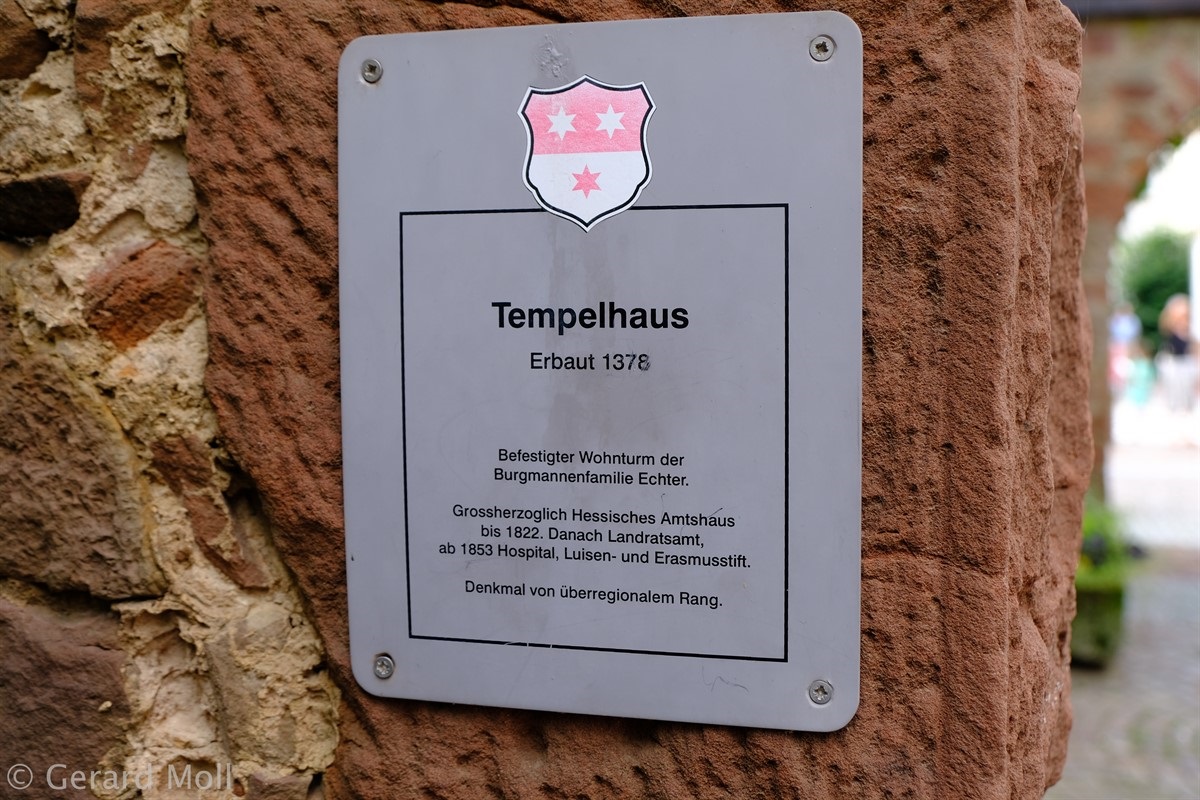 Tempelhaus
Erbaut 1378
Befestigter Wohnturm der
Burgmannenfamilie Echter.
Grossherzoglich Hessisches Amtshaus
bis 1822. Danach Landratsamt,
ab 1853 Hospital, Luisen- und Erasmusstift.
Denkmal von überregionalem Rang.
© Gerard Moll